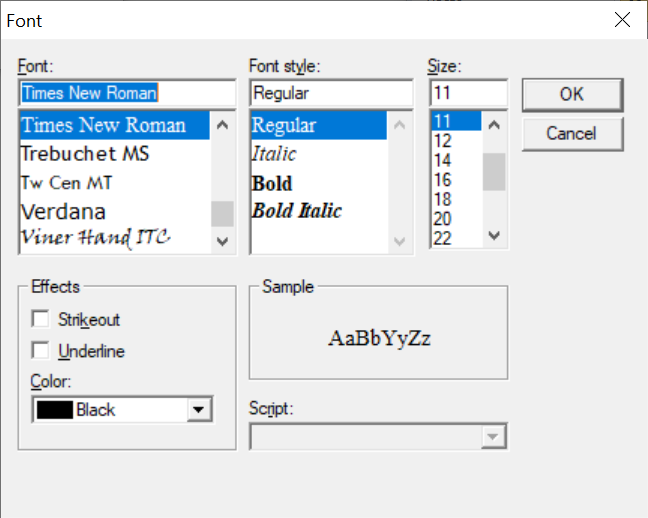 Font
Font:
Times New Roman
Times New Roman
Trebuchet MS
Tw Cen MT
Verdana
Viner Hand ITC
Font style:
Regular
Regular
Italic
Bold
Bold Italic
Size:
11
11
12
14
16
18
20
22
OK
Cancel
Effects
Strikeout
Underline
Color:
Black
Sample
AaBbYyZz
Script: